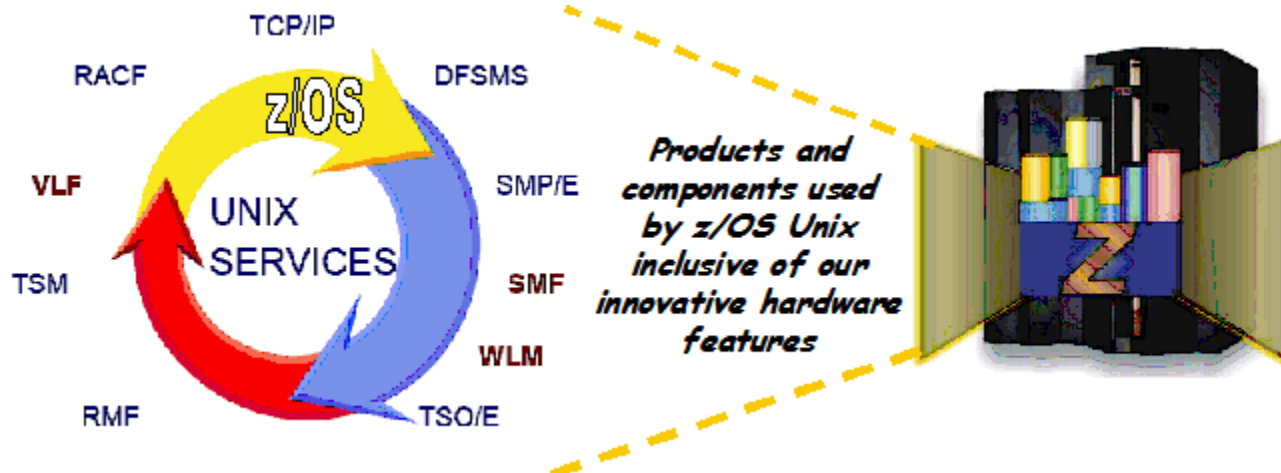 TCP/IP
RACF
DFSMS
z/OS
VLF
SMP/E
UNIX
SERVICES
TSM
SMF
WLM
RMF
TSO/E
Products and
components used
by z/OS Unix
inclusive of our
innovative hardware
features
Z